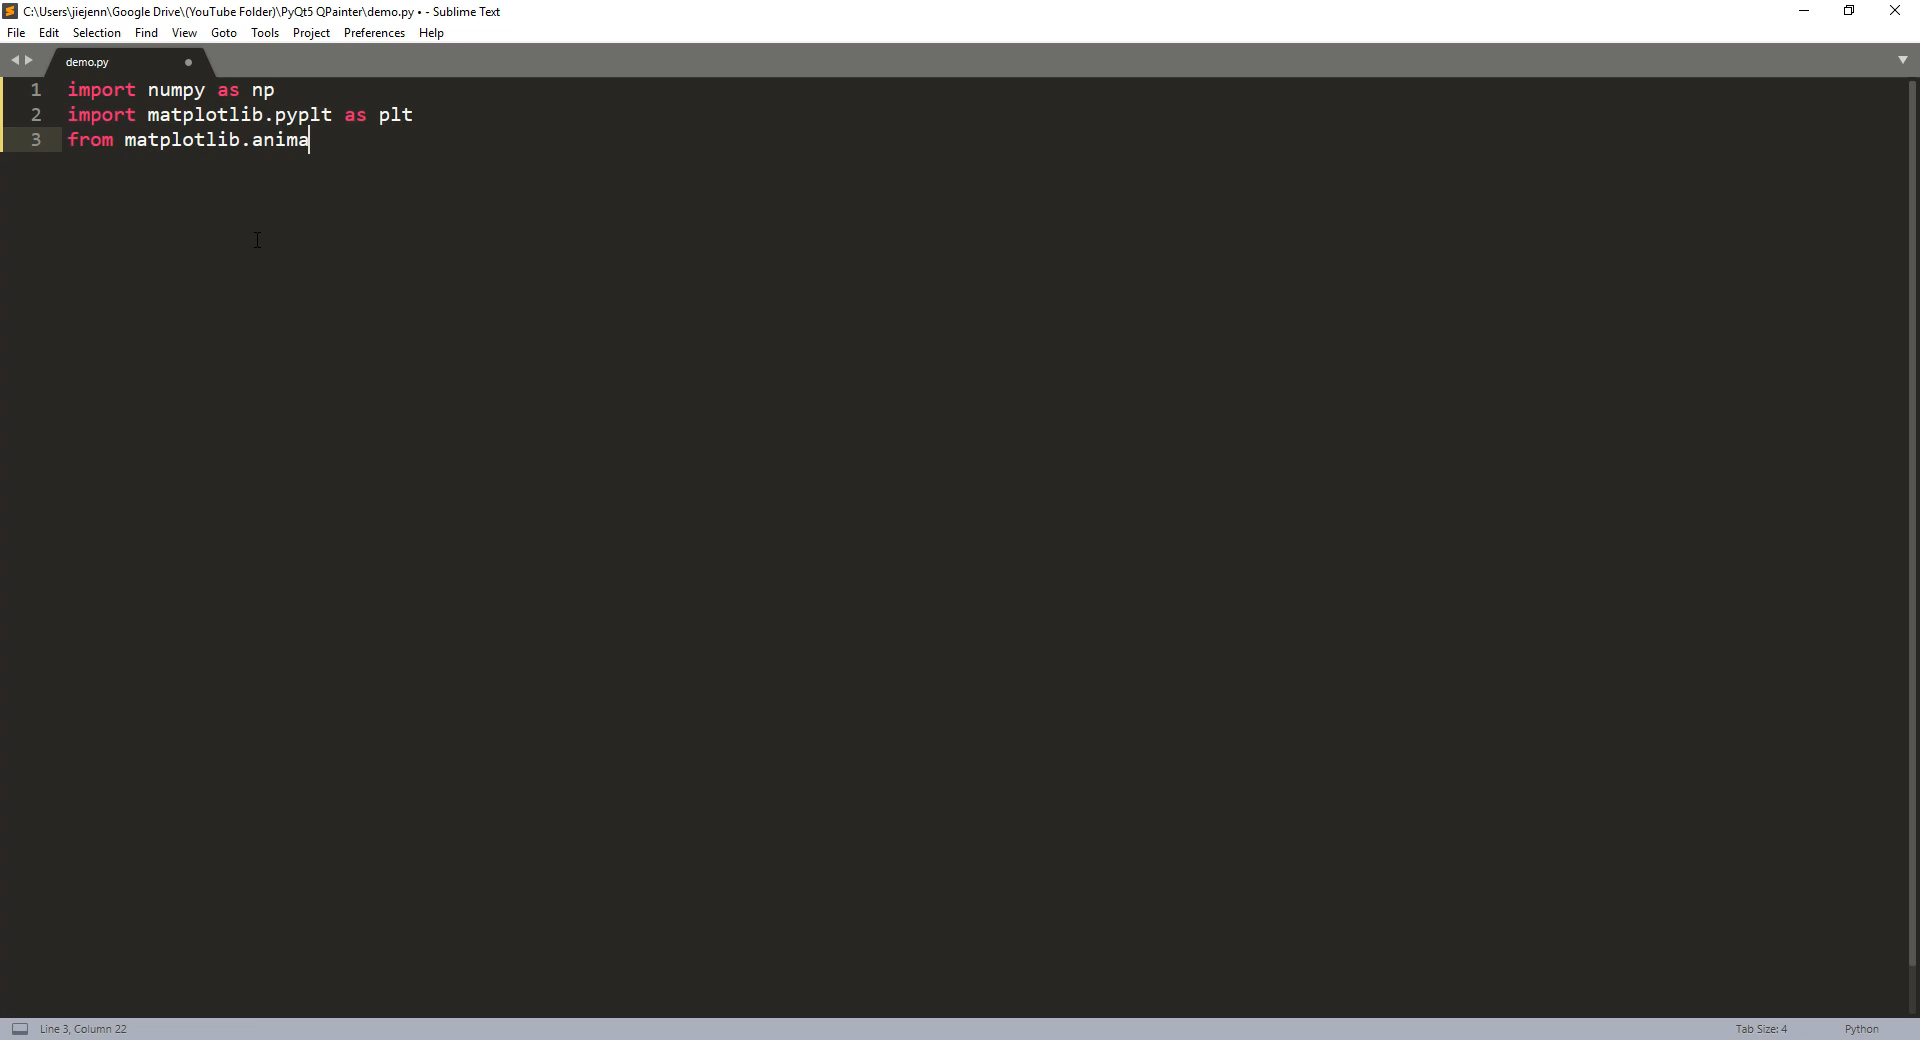 C:\Users\jiejenn\Google Drive\(YouTube Folder)\PyQt5 QPainter\demo.py • - Sublime Text
File Edit Selection Find View Goto Tools Project Preferences Help
demo.py
1 import numpy as np
2 import matplotlib.pyplt as plt
3 from matplotlib.anima
Line 3, Column 22 Tab Size: 4 Python